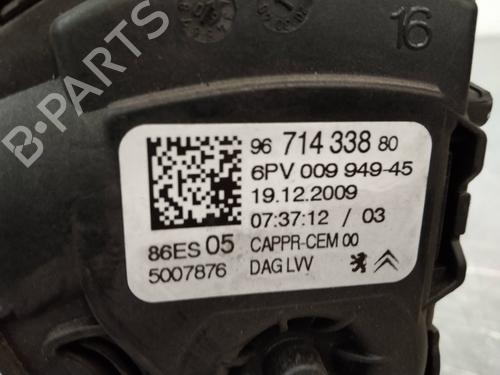 16
96 714 338 80
6PV 009 949-45
19.12.2009
07:37:12 / 03
86ES 05 CAPPR-CEM 00
5007876 DAG LVV
B-PARTS